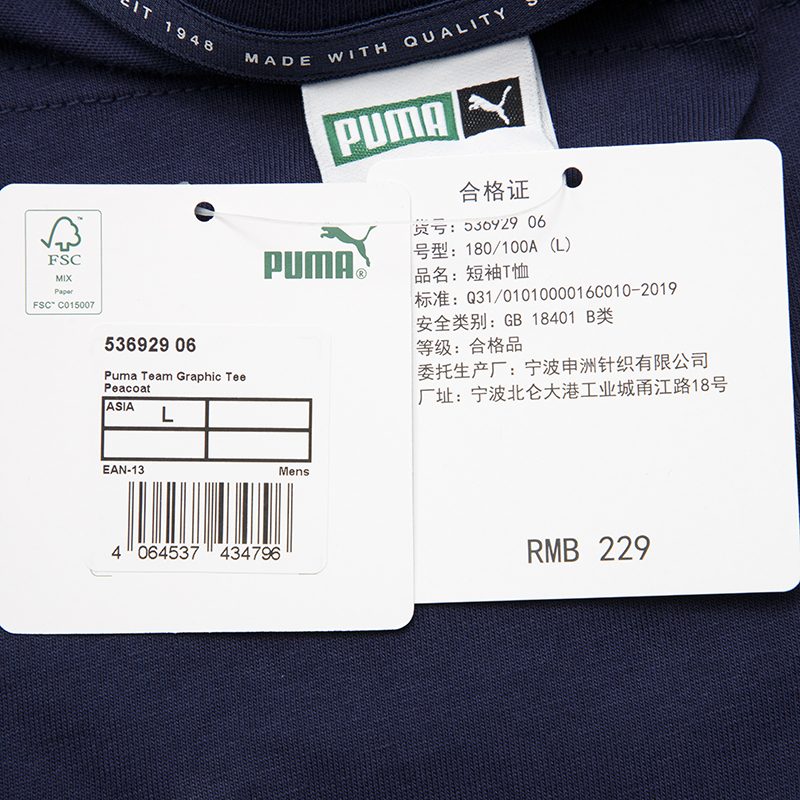 EIT 1948 MADE WITH QUALITY S
PUMA
FSC
MIX
Paper
FSC™ C015007
PUMA®
536929 06
Puma Team Graphic Tee
Peacoat
ASIA L
EAN-13 Mens
4 064537 434796
合格证
货号: 536929 06
号型: 180/100A (L)
品名: 短袖T恤
标准: Q31/0101000016C010-2019
安全类别: GB 18401 B类
等级: 合格品
委托生产厂: 宁波申洲针织有限公司
厂址: 宁波北仑大港工业城甬江路18号
RMB 229